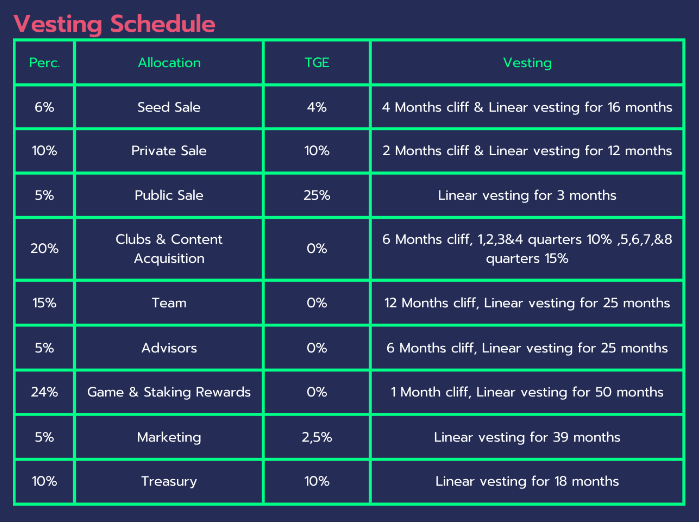 Vesting Schedule
Perc. Allocation TGE Vesting
6% Seed Sale 4% 4 Months cliff & Linear vesting for 16 months
10% Private Sale 10% 2 Months cliff & Linear vesting for 12 months
5% Public Sale 25% Linear vesting for 3 months
20% Clubs & Content Acquisition 0% 6 Months cliff, 1,2,3&4 quarters 10% ,5,6,7,&8 quarters 15%
15% Team 0% 12 Months cliff, Linear vesting for 25 months
5% Advisors 0% 6 Months cliff, Linear vesting for 25 months
24% Game & Staking Rewards 0% 1 Month cliff, Linear vesting for 50 months
5% Marketing 2,5% Linear vesting for 39 months
10% Treasury 10% Linear vesting for 18 months